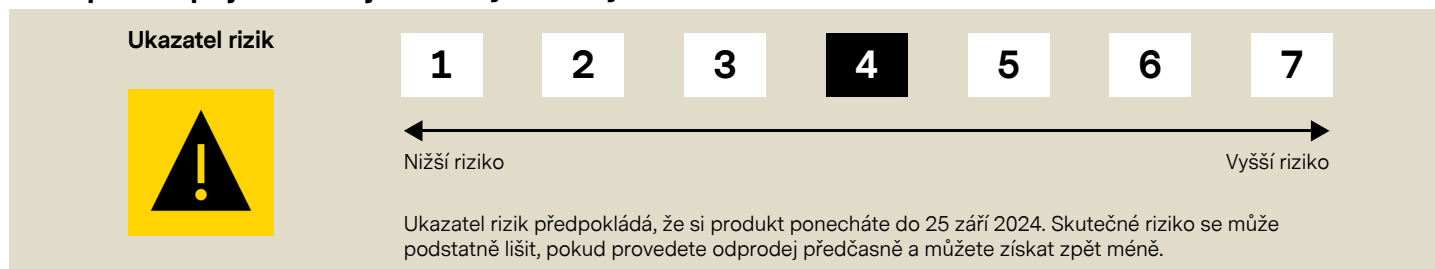 Ukazatel rizik
1 2 3 4 5 6 7
Nižší riziko Vyšší riziko
Ukazatel rizik předpokládá, že si produkt ponecháte do 25 září 2024. Skutečné riziko se může
podstatně lišit, pokud provedete odprodej předčasně a můžete získat zpět méně.